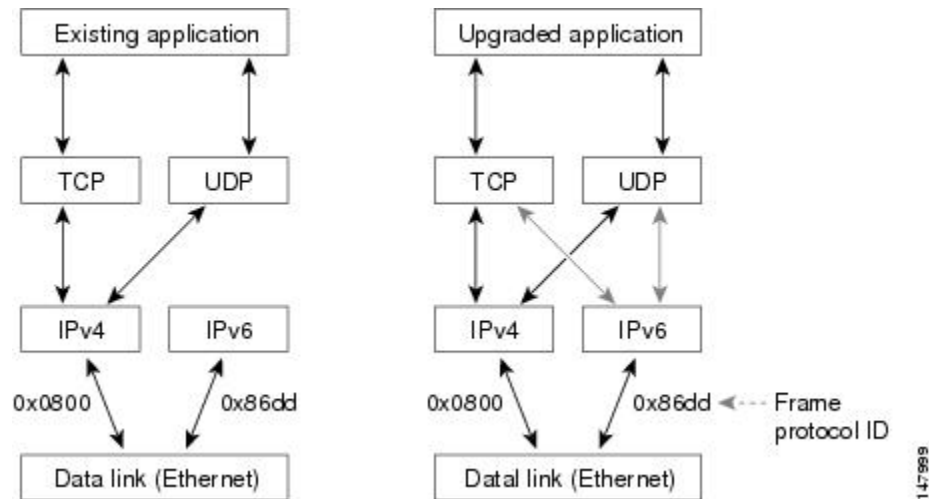 Existing application
TCP
UDP
IPv4
IPv6
0x0800
0x86dd
Data link (Ethernet)
Upgraded application
TCP
UDP
IPv4
IPv6
0x0800
0x86dd
Frame
protocol ID
Datal link (Ethernet)
147999